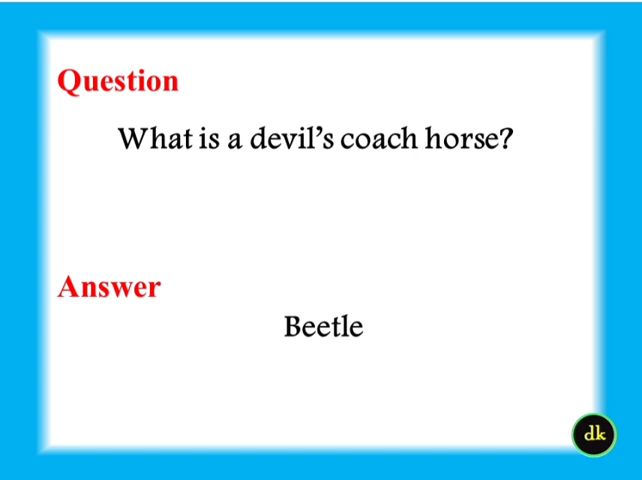 Question
What is a devil’s coach horse?
Answer
Beetle
dk